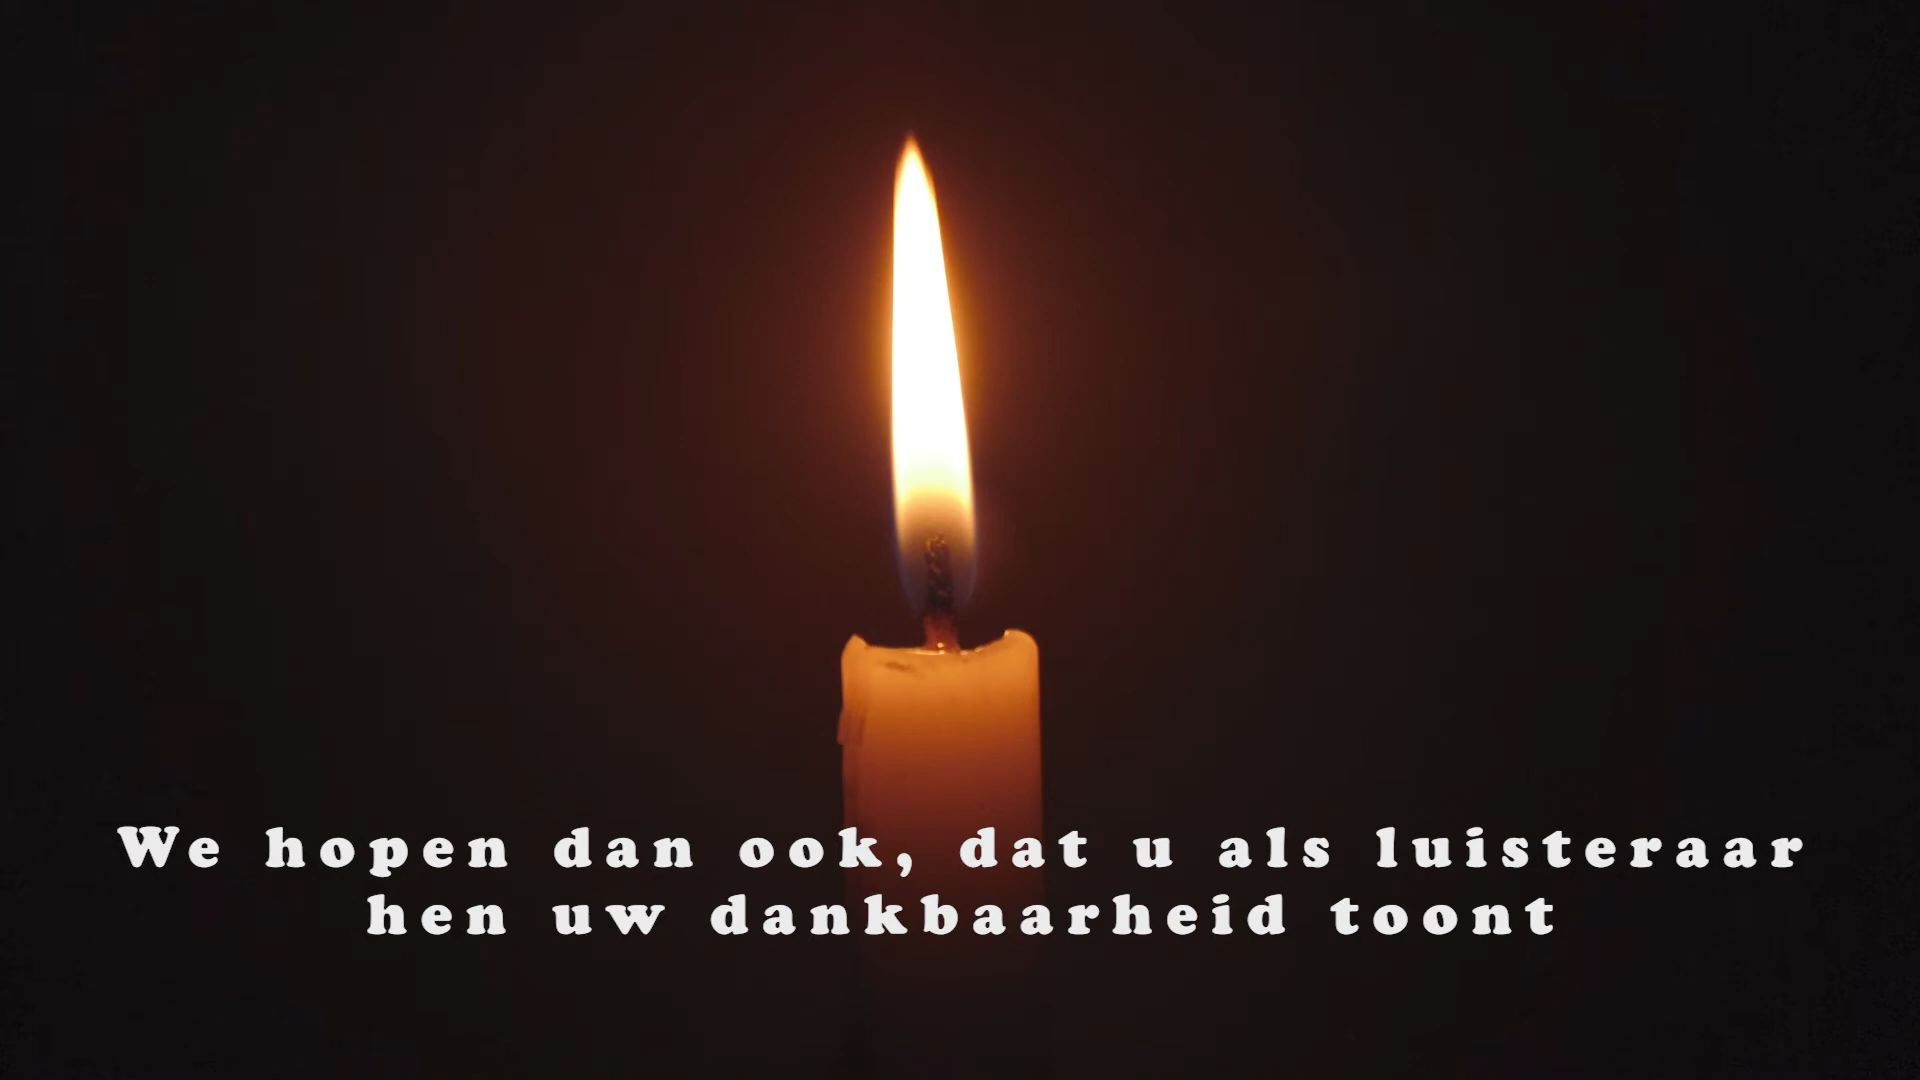 We hopen dan ook, dat u als luisteraar
hen uw dankbaarheid toont